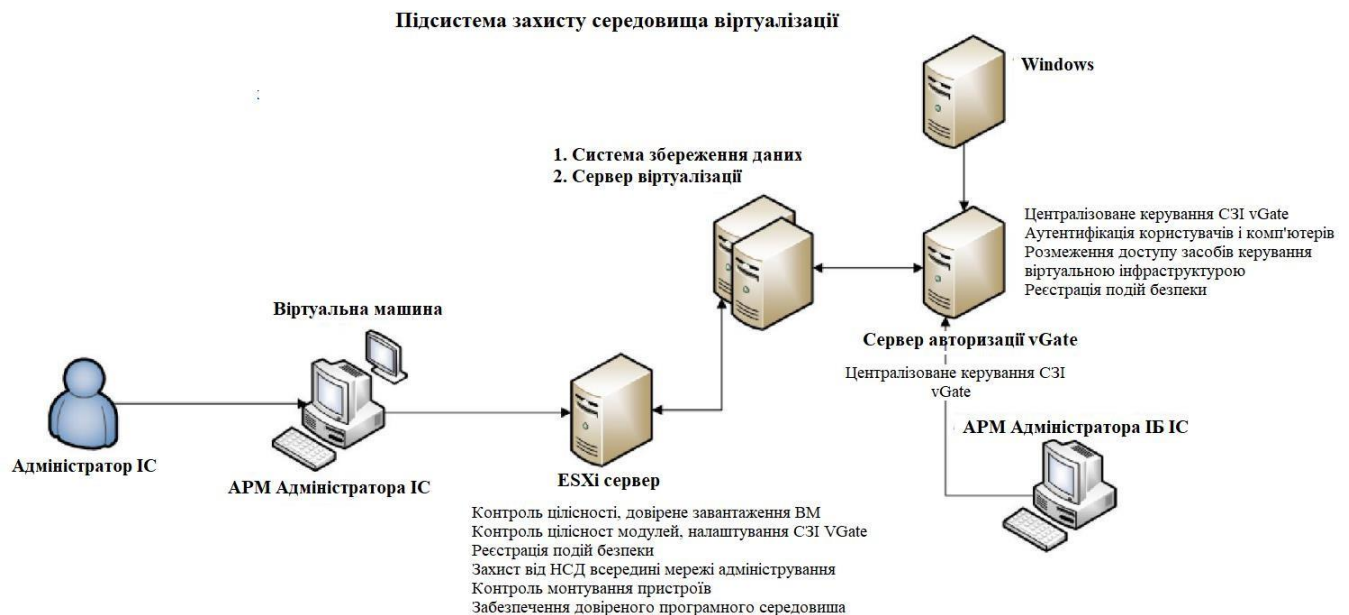 Підсистема захисту середовища віртуалізації
Windows
:
1. Система збереження даних
2. Сервер віртуалізації
Централізоване керування СЗІ vGate
Аутентифікація користувачів і комп'ютерів
Розмеження доступу засобів керування
віртуальною інфраструктурою
Реєстрація подій безпеки
Віртуальна машина
Сервер авторизації vGate
Централізоване керування СЗІ
vGate
АРМ Адміністратора ІБ ІС
Адміністратор ІС
АРМ Адміністратора ІС
ESXi сервер
Контроль цілісності, довірене завантаження ВМ
Контроль цілісност модулей, налаштування СЗІ VGate
Реєстрація подій безпеки
Захист від НСД всередині мережі адміністрування
Контроль монтування пристроїв
Забезпечення довіреного програмного середовища